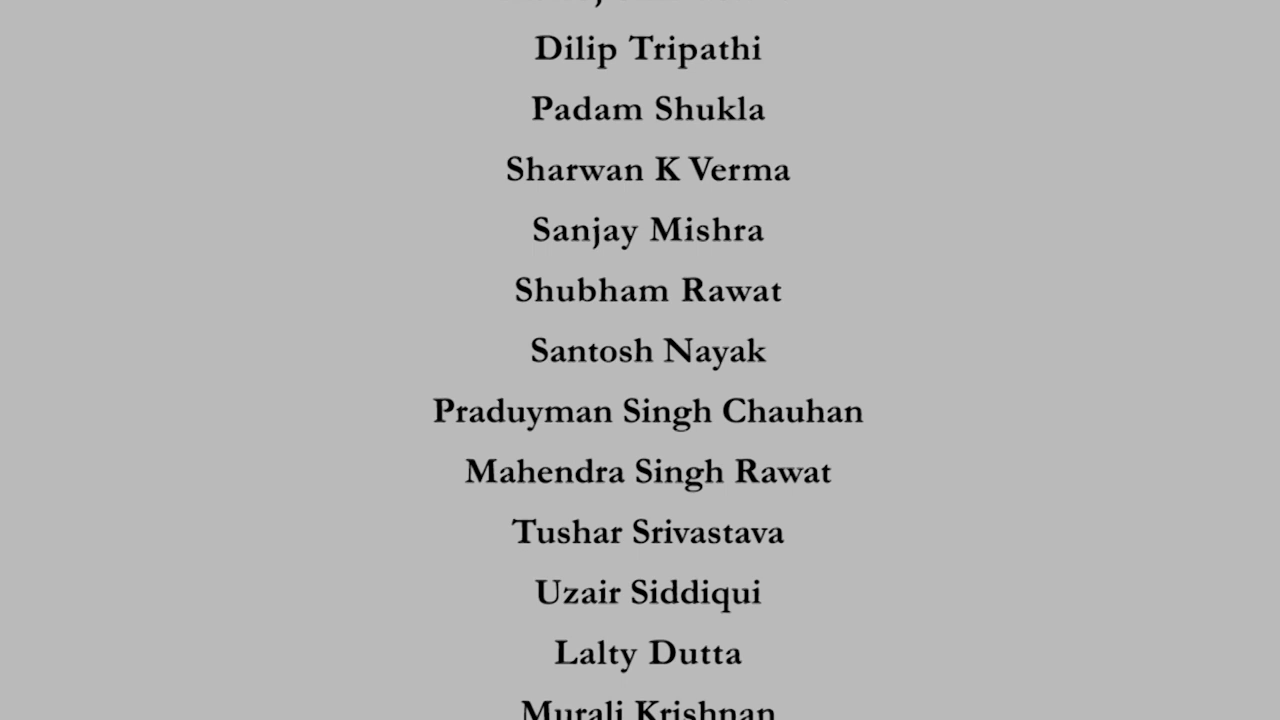 Dilip Tripathi
Padam Shukla
Sharwan K Verma
Sanjay Mishra
Shubham Rawat
Santosh Nayak
Praduyman Singh Chauhan
Mahendra Singh Rawat
Tushar Srivastava
Uzair Siddiqui
Lalty Dutta
Murali Krishnan